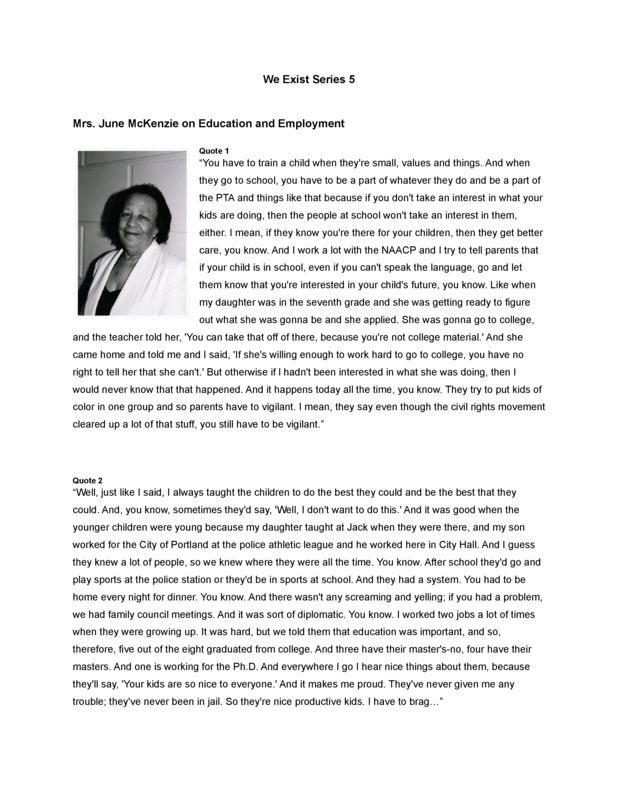 We Exist Series 5
Mrs. June McKenzie on Education and Employment
Quote 1
“You have to train a child when they're small, values and things. And when
they go to school, you have to be a part of whatever they do and be a part of
the PTA and things like that because if you don't take an interest in what your
kids are doing, then the people at school won't take an interest in them,
either. I mean, if they know you're there for your children, then they get better
care, you know. And I work a lot with the NAACP and I try to tell parents that
if your child is in school, even if you can't speak the language, go and let
them know that you're interested in your child's future, you know. Like when
my daughter was in the seventh grade and she was getting ready to figure
out what she was gonna be and she applied. She was gonna go to college,
and the teacher told her, 'You can take that off of there, because you're not college material.' And she
came home and told me and I said, 'If she's willing enough to work hard to go to college, you have no
right to tell her that she can't.' But otherwise if I hadn't been interested in what she was doing, then I
would never know that that happened. And it happens today all the time, you know. They try to put kids of
color in one group and so parents have to vigilant. I mean, they say even though the civil rights movement
cleared up a lot of that stuff, you still have to be vigilant.”
Quote 2
“Well, just like I said, I always taught the children to do the best they could and be the best that they
could. And, you know, sometimes they'd say, 'Well, I don't want to do this.' And it was good when the
younger children were young because my daughter taught at Jack when they were there, and my son
worked for the City of Portland at the police athletic league and he worked here in City Hall. And I guess
they knew a lot of people, so we knew where they were all the time. You know. After school they'd go and
play sports at the police station or they'd be in sports at school. And they had a system. You had to be
home every night for dinner. You know. And there wasn't any screaming and yelling; if you had a problem,
we had family council meetings. And it was sort of diplomatic. You know. I worked two jobs a lot of times
when they were growing up. It was hard, but we told them that education was important, and so,
therefore, five out of the eight graduated from college. And three have their master's-no, four have their
masters. And one is working for the Ph.D. And everywhere I go I hear nice things about them, because
they'll say, 'Your kids are so nice to everyone.' And it makes me proud. They've never given me any
trouble; they've never been in jail. So they're nice productive kids. I have to brag…”